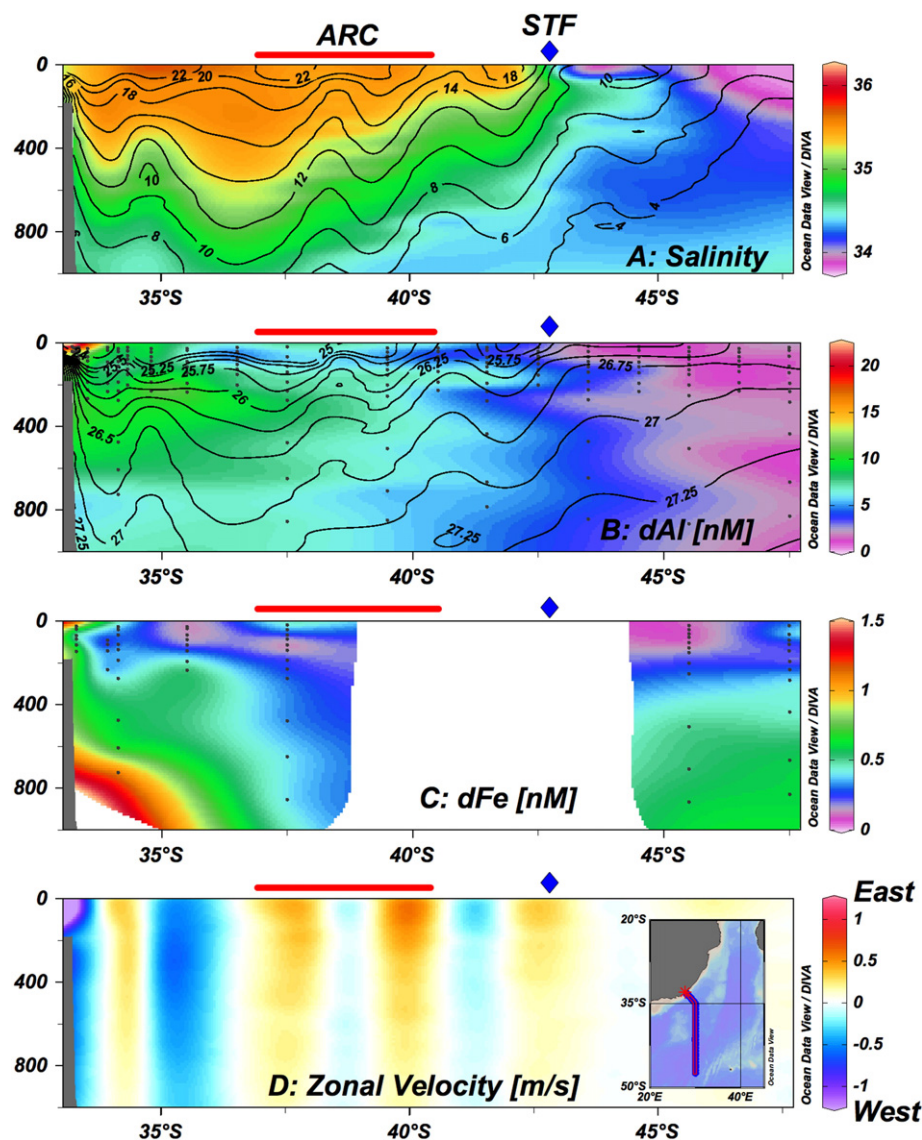 ARC STF
22 20 22 18 10
16 18 14
12
10 8
8 10 6 4
6 4
0
400
800
A: Salinity
35°S 40°S 45°S
36
35
34
Ocean Data View / DIVA
24 25 25.75
25.5 25.25 25.75 26.25 26.75
26
26.5 27
27.25 27 27.25 27.25
0
400
800
B: dAl [nM]
35°S 40°S 45°S
20
15
10
5
0
Ocean Data View / DIVA
0
400
800
C: dFe [nM]
35°S 40°S 45°S
1.5
1
0.5
0
Ocean Data View / DIVA
0
400
800
D: Zonal Velocity [m/s]
35°S 40°S 45°S
20°S
35°S
50°S
20°E 40°E
Ocean Data View
East
1
0.5
0
-0.5
-1
West
Ocean Data View / DIVA